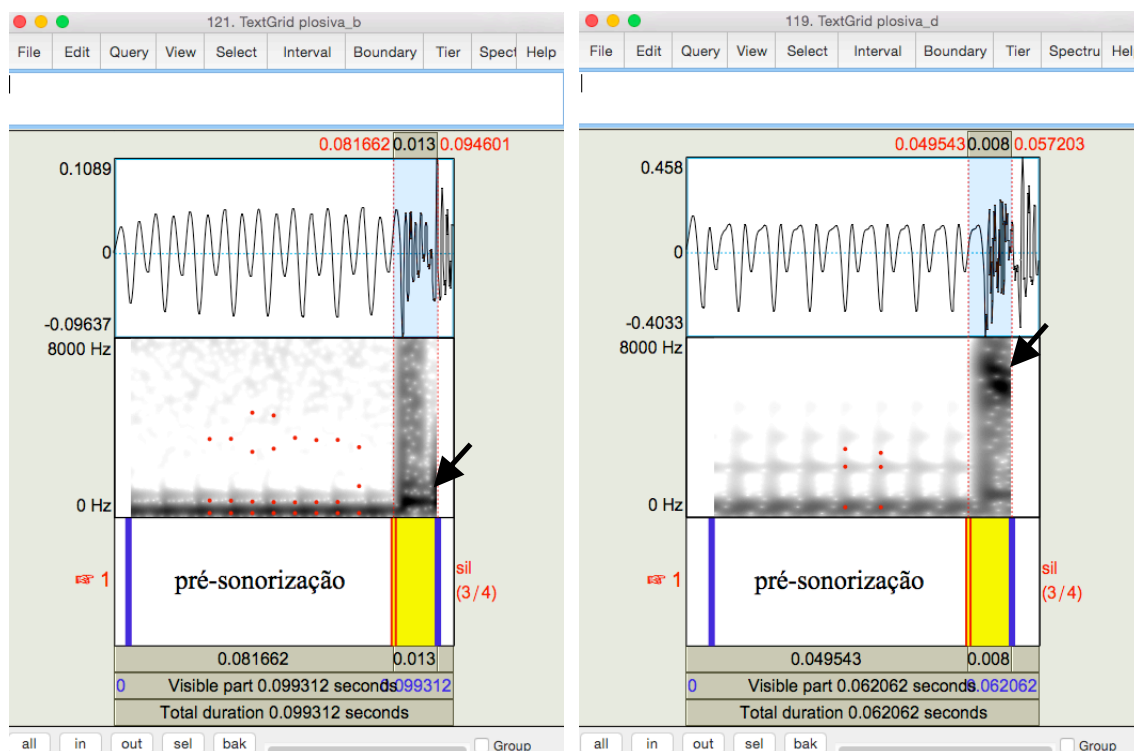 121. TextGrid plosiva_b
File Edit Query View Select Interval Boundary Tier Spect Help
0.081662 0.013 0.094601
0.1089
0
-0.09637
8000 Hz
0 Hz
☞ 1
pré-sonorização
sil
(3/4)
0.081662 0.013
0 Visible part 0.099312 seconds 0.099312
Total duration 0.099312 seconds
all in out sel bak Group
119. TextGrid plosiva_d
File Edit Query View Select Interval Boundary Tier Spectru Hel
0.049543 0.008 0.057203
0.458
0
-0.4033
8000 Hz
0 Hz
☞ 1
pré-sonorização
sil
(3/4)
0.049543 0.008
0 Visible part 0.062062 seconds 0.062062
Total duration 0.062062 seconds
all in out sel bak Group